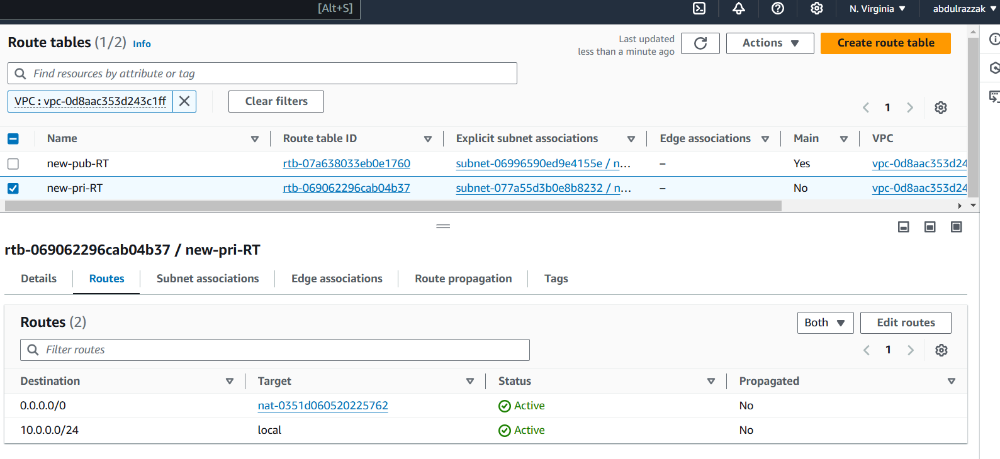 [Alt+S]
N. Virginia
abdulrazzak
Route tables (1/2) Info
Last updated
less than a minute ago
Actions
Create route table
Find resources by attribute or tag
VPC : vpc-0d8aac353d243c1ff
Clear filters
1
Name Route table ID Explicit subnet associations Edge associations Main VPC
new-pub-RT rtb-07a638033eb0e1760 subnet-06996590ed9e4155e / n... – Yes vpc-0d8aac353d24
new-pri-RT rtb-069062296cab04b37 subnet-077a55d3b0e8b8232 / n... – No vpc-0d8aac353d24
rtb-069062296cab04b37 / new-pri-RT
Details Routes Subnet associations Edge associations Route propagation Tags
Routes (2)
Both
Edit routes
Filter routes
1
Destination Target Status Propagated
0.0.0.0/0 nat-0351d060520225762 Active No
10.0.0.0/24 local Active No